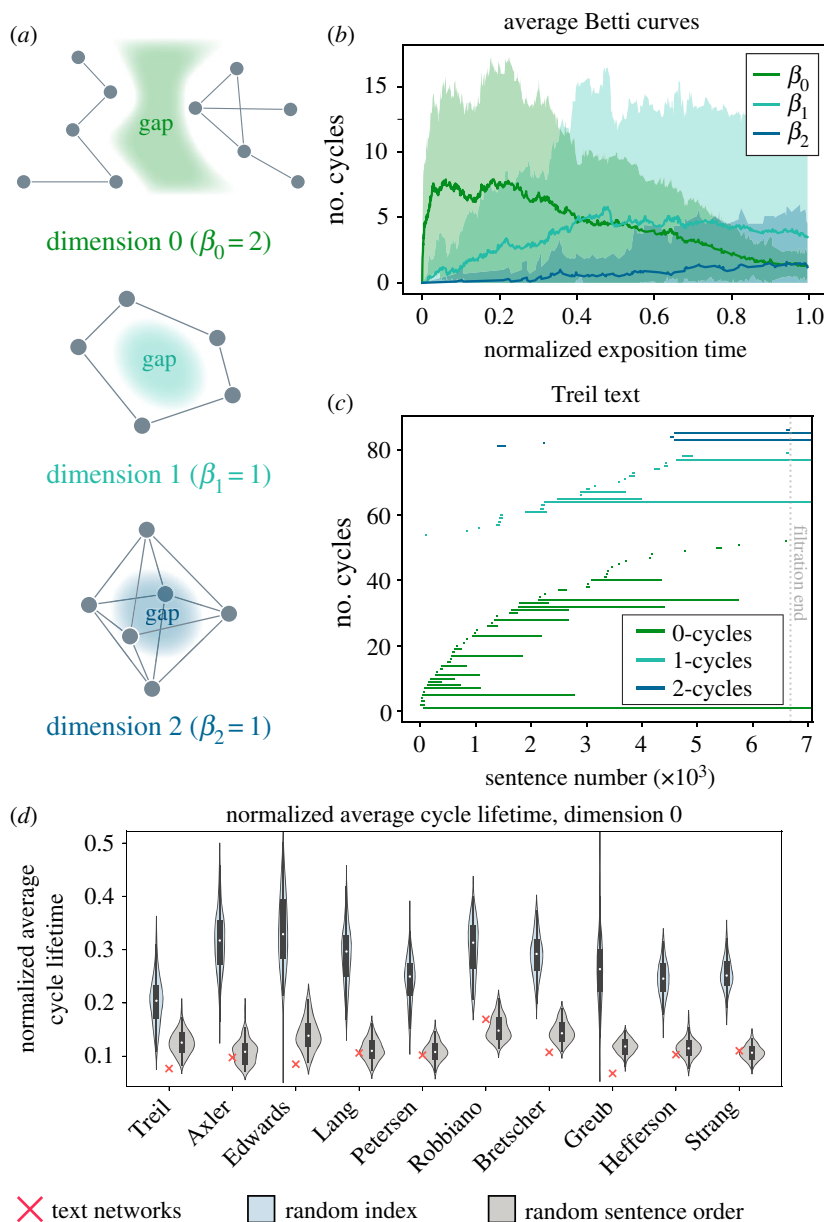 (a)
gap
dimension 0 (β0 = 2)
gap
dimension 1 (β1 = 1)
gap
dimension 2 (β2 = 1)
(b)
average Betti curves
no. cycles
15
10
5
0
β0
β1
β2
0 0.2 0.4 0.6 0.8 1.0
normalized exposition time
(c)
Treil text
no. cycles
80
60
40
20
0
filtration end
0-cycles
1-cycles
2-cycles
0 1 2 3 4 5 6 7
sentence number (×10³)
(d)
normalized average cycle lifetime, dimension 0
normalized average
cycle lifetime
0.5
0.4
0.3
0.2
0.1
Treil
Axler
Edwards
Lang
Petersen
Robbiano
Bretscher
Greub
Hefferson
Strang
text networks
random index
random sentence order